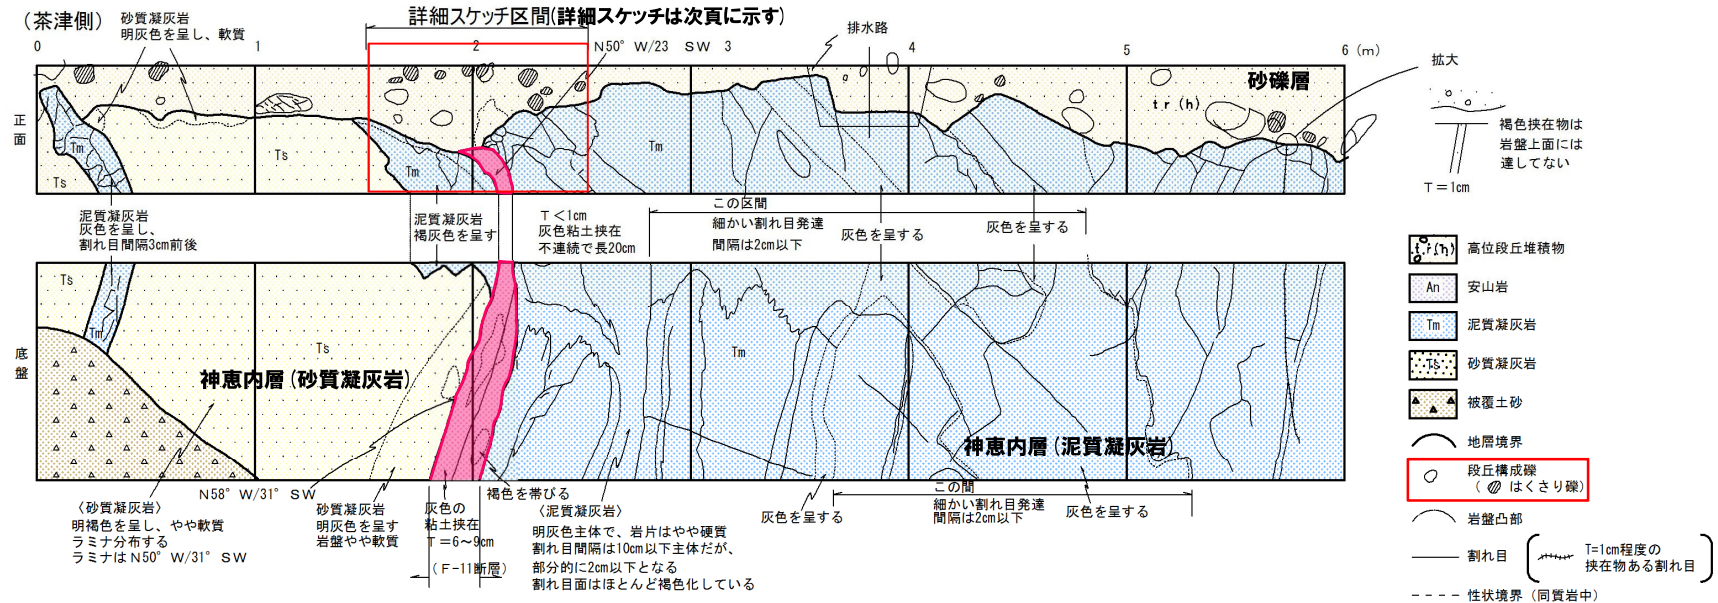 (茶津側)
砂質凝灰岩
明灰色を呈し、軟質
詳細スケッチ区間(詳細スケッチは次頁に示す)
排水路
0 1 2 N50° W/23 SW 3 4 5 6 (m)
拡大
砂礫層
tr(h)
正面
Tm
Ts
Ts
Tm
Tm
褐色挟在物は
岩盤上面には
達してない
T=1cm
泥質凝灰岩
灰色を呈し、
割れ目間隔3cm前後
泥質凝灰岩
褐灰色を呈す
T<1cm
灰色粘土挟在
不連続で長20cm
この区間
細かい割れ目発達
間隔は2cm以下
灰色を呈する
灰色を呈する
底盤
Ts
Tm
Ts
Tm
神恵内層(砂質凝灰岩)
神恵内層(泥質凝灰岩)
N58° W/31° SW
〈砂質凝灰岩〉
明褐色を呈し、やや軟質
ラミナ分布する
ラミナはN50° W/31° SW
砂質凝灰岩
明灰色を呈す
岩盤やや軟質
灰色の
粘土挟在
T=6~9cm
(F-11断層)
褐色を帯びる
〈泥質凝灰岩〉
明灰色主体で、岩片はやや硬質
割れ目間隔は10cm以下主体だが、
部分的に2cm以下となる
割れ目面はほとんど褐色化している
灰色を呈する
この間
細かい割れ目発達
間隔は2cm以下
灰色を呈する
tr(h) 高位段丘堆積物
An 安山岩
Tm 泥質凝灰岩
Ts 砂質凝灰岩
被覆土砂
地層境界
段丘構成礫
( はくさり礫)
岩盤凸部
割れ目
T=1cm程度の
挟在物ある割れ目
性状境界(同質岩中)